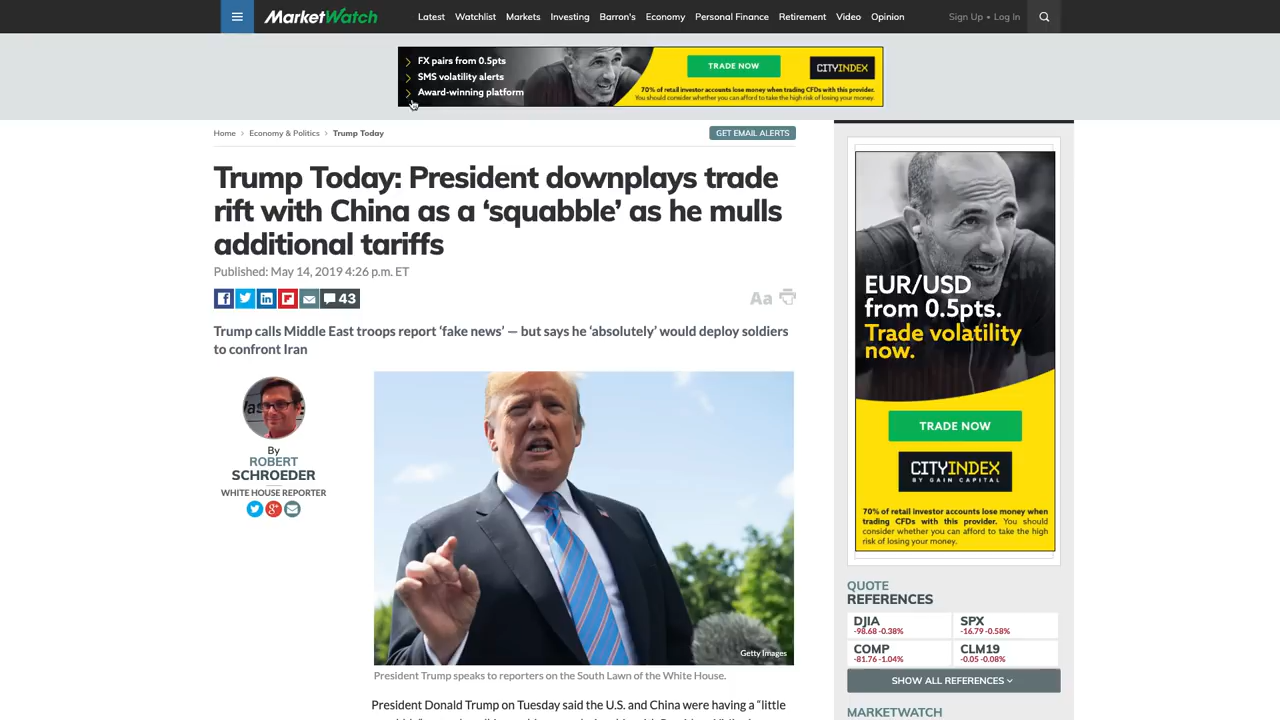 MarketWatch
Latest Watchlist Markets Investing Barron's Economy Personal Finance Retirement Video Opinion
Sign Up • Log In
FX pairs from 0.5pts
SMS volatility alerts
Award-winning platform
TRADE NOW
CITYINDEX
70% of retail investor accounts lose money when trading CFDs with this provider.
You should consider whether you can afford to take the high risk of losing your money.
Home > Economy & Politics > Trump Today
GET EMAIL ALERTS
Trump Today: President downplays trade
rift with China as a ‘squabble’ as he mulls
additional tariffs
Published: May 14, 2019 4:26 p.m. ET
43
Aa
Trump calls Middle East troops report ‘fake news’ — but says he ‘absolutely’ would deploy soldiers
to confront Iran
By
ROBERT
SCHROEDER
WHITE HOUSE REPORTER
Getty Images
President Trump speaks to reporters on the South Lawn of the White House.
President Donald Trump on Tuesday said the U.S. and China were having a “little
EUR/USD
from 0.5pts.
Trade volatility
now.
TRADE NOW
CITYINDEX
BY GAIN CAPITAL
70% of retail investor accounts lose money when
trading CFDs with this provider. You should
consider whether you can afford to take the high
risk of losing your money.
QUOTE
REFERENCES
DJIA
-98.68 -0.38%
SPX
-16.79 -0.58%
COMP
-81.76 -1.04%
CLM19
-0.05 -0.08%
SHOW ALL REFERENCES
MARKETWATCH